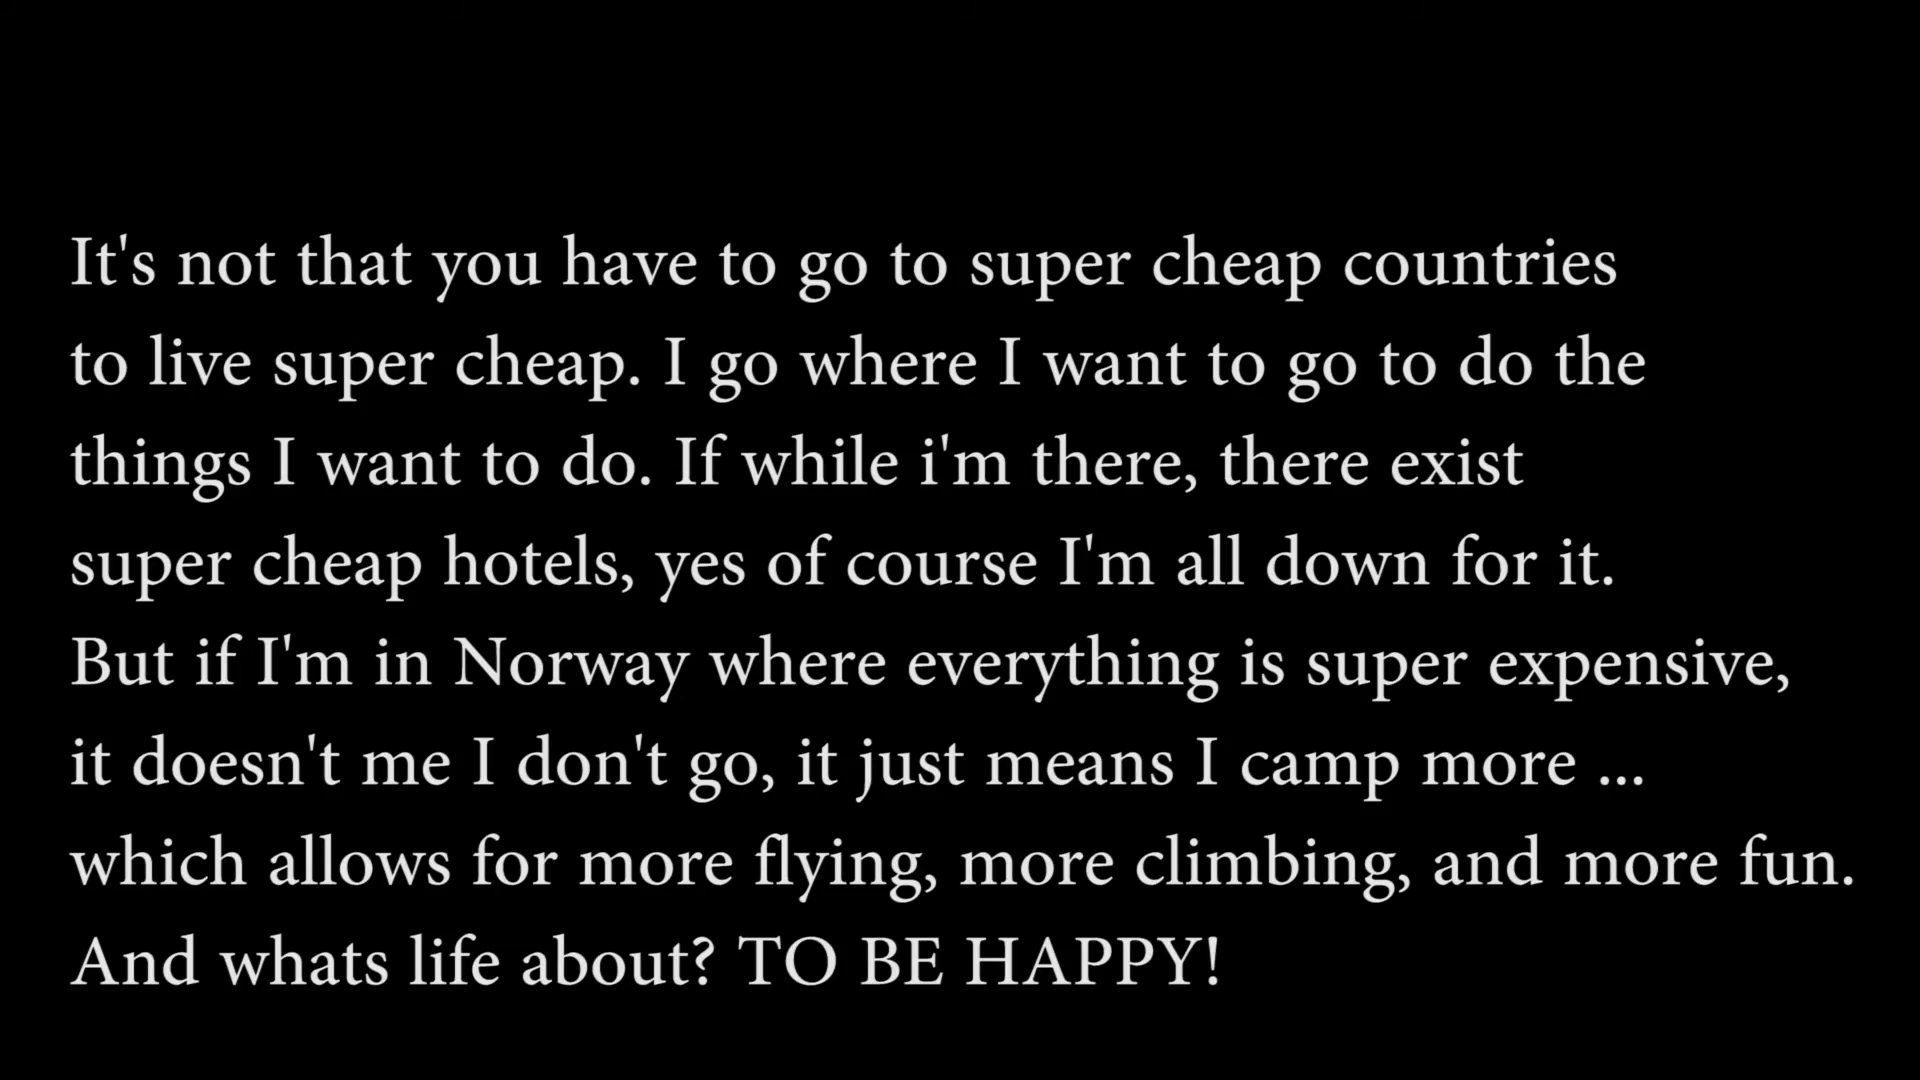 It's not that you have to go to super cheap countries
to live super cheap. I go where I want to go to do the
things I want to do. If while i'm there, there exist
super cheap hotels, yes of course I'm all down for it.
But if I'm in Norway where everything is super expensive,
it doesn't me I don't go, it just means I camp more ...
which allows for more flying, more climbing, and more fun.
And whats life about? TO BE HAPPY!